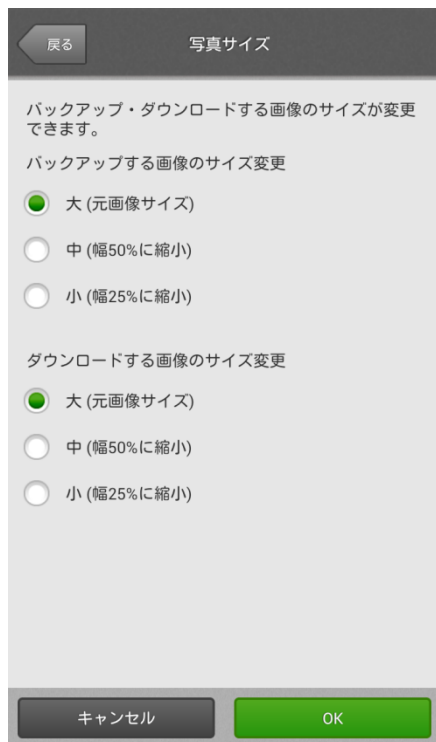 戻る
写真サイズ
バックアップ・ダウンロードする画像のサイズが変更
できます。
バックアップする画像のサイズ変更
大 (元画像サイズ)
中 (幅50%に縮小)
小 (幅25%に縮小)
ダウンロードする画像のサイズ変更
大 (元画像サイズ)
中 (幅50%に縮小)
小 (幅25%に縮小)
キャンセル
OK